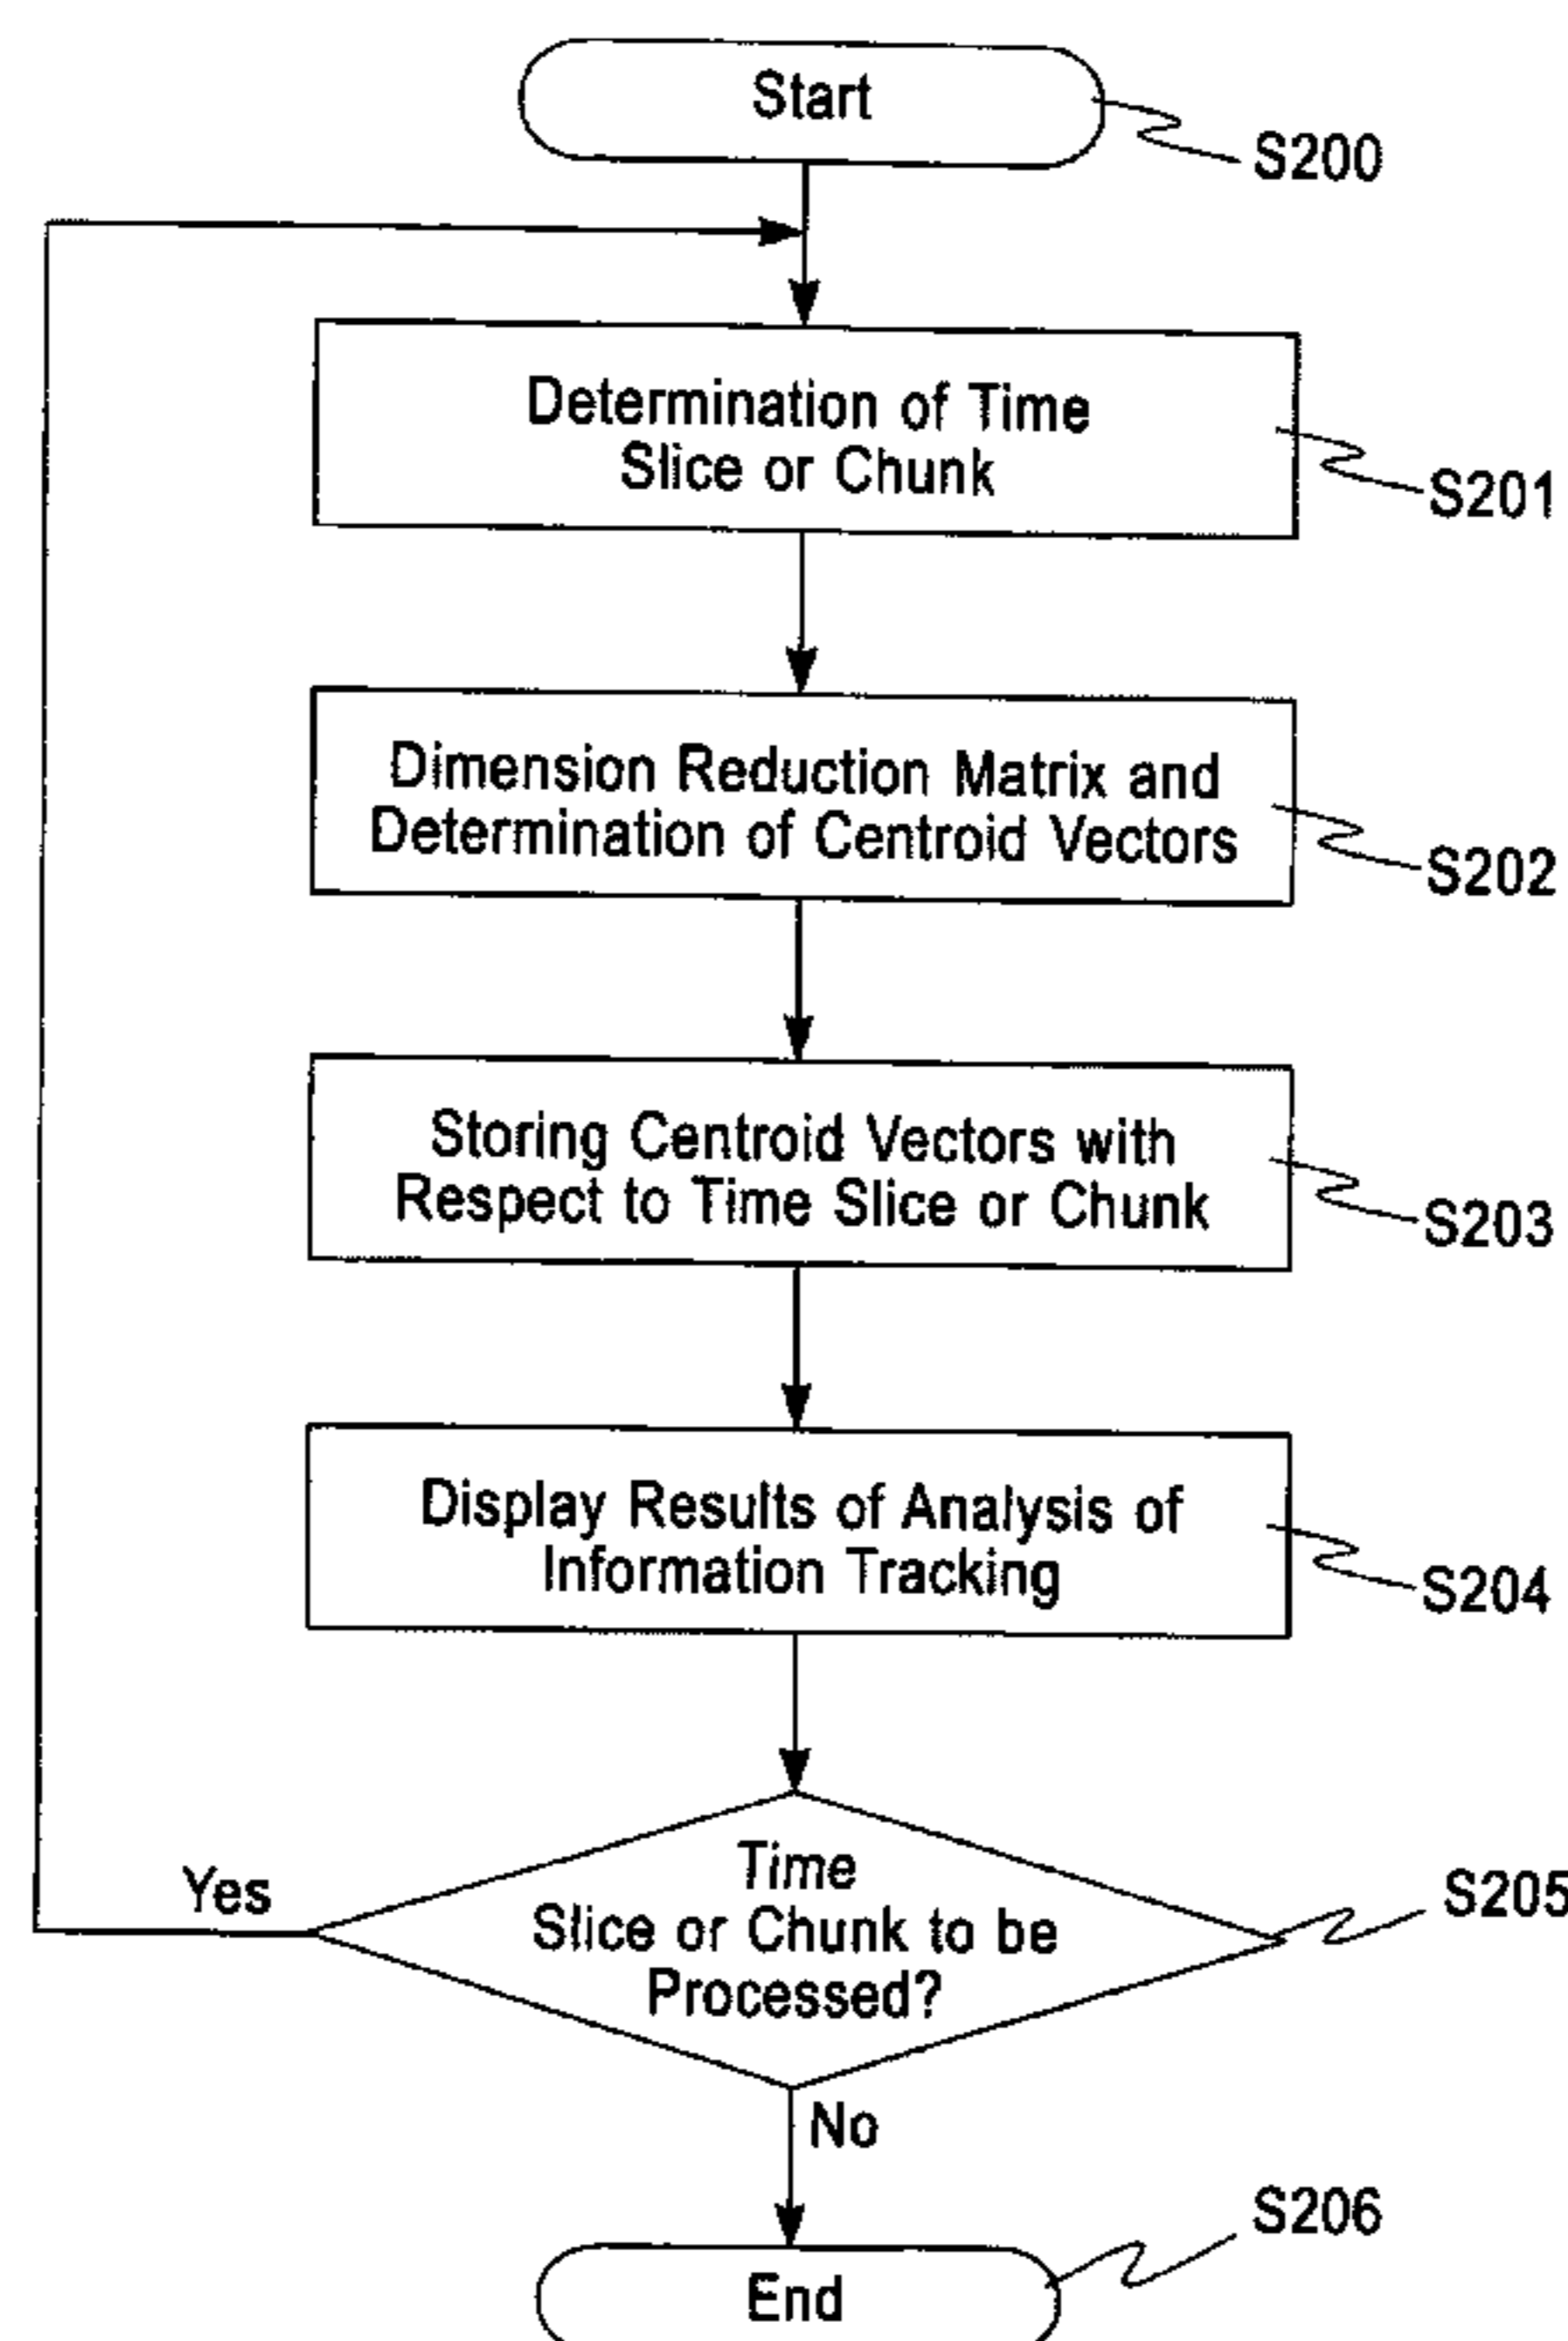 Start
S200
Determination of Time
Slice or Chunk
S201
Dimension Reduction Matrix and
Determination of Centroid Vectors
S202
Storing Centroid Vectors with
Respect to Time Slice or Chunk
S203
Display Results of Analysis of
Information Tracking
S204
Time
Slice or Chunk to be
Processed?
S205
Yes
No
S206
End